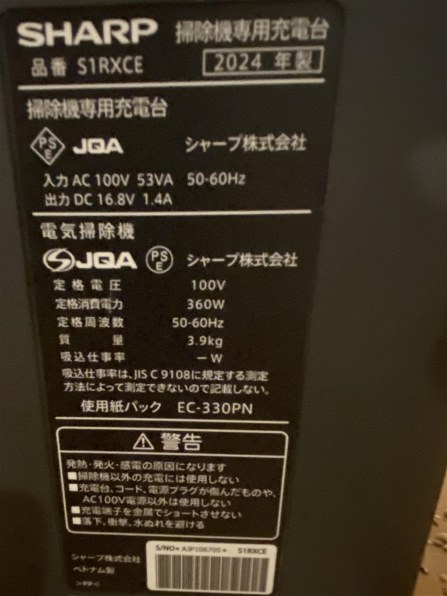 SHARP 掃除機専用充電台
品番 S1RXCE 2024 年製
掃除機専用充電台
PSE JQA シャープ株式会社
入力 AC 100V 53VA 50-60Hz
出力 DC 16.8V 1.4A
電気掃除機
SJQA PSE シャープ株式会社
定格電圧 100V
定格消費電力 360W
定格周波数 50-60Hz
質量 3.9kg
吸込仕事率 －W
吸込仕事率は、JIS C 9108に規定する測定
方法によって測定できないので記載しない。
使用紙パック EC-330PN
⚠警告
発熱・発火・感電の原因になります
■掃除機以外の充電には使用しない
■充電台、コード、電源プラグが傷んだものや、
AC100V電源以外は使用しない
■充電端子を金属でショートさせない
■落下、衝撃、水ぬれを避ける
シャープ株式会社
ベトナム製
S1RXCE